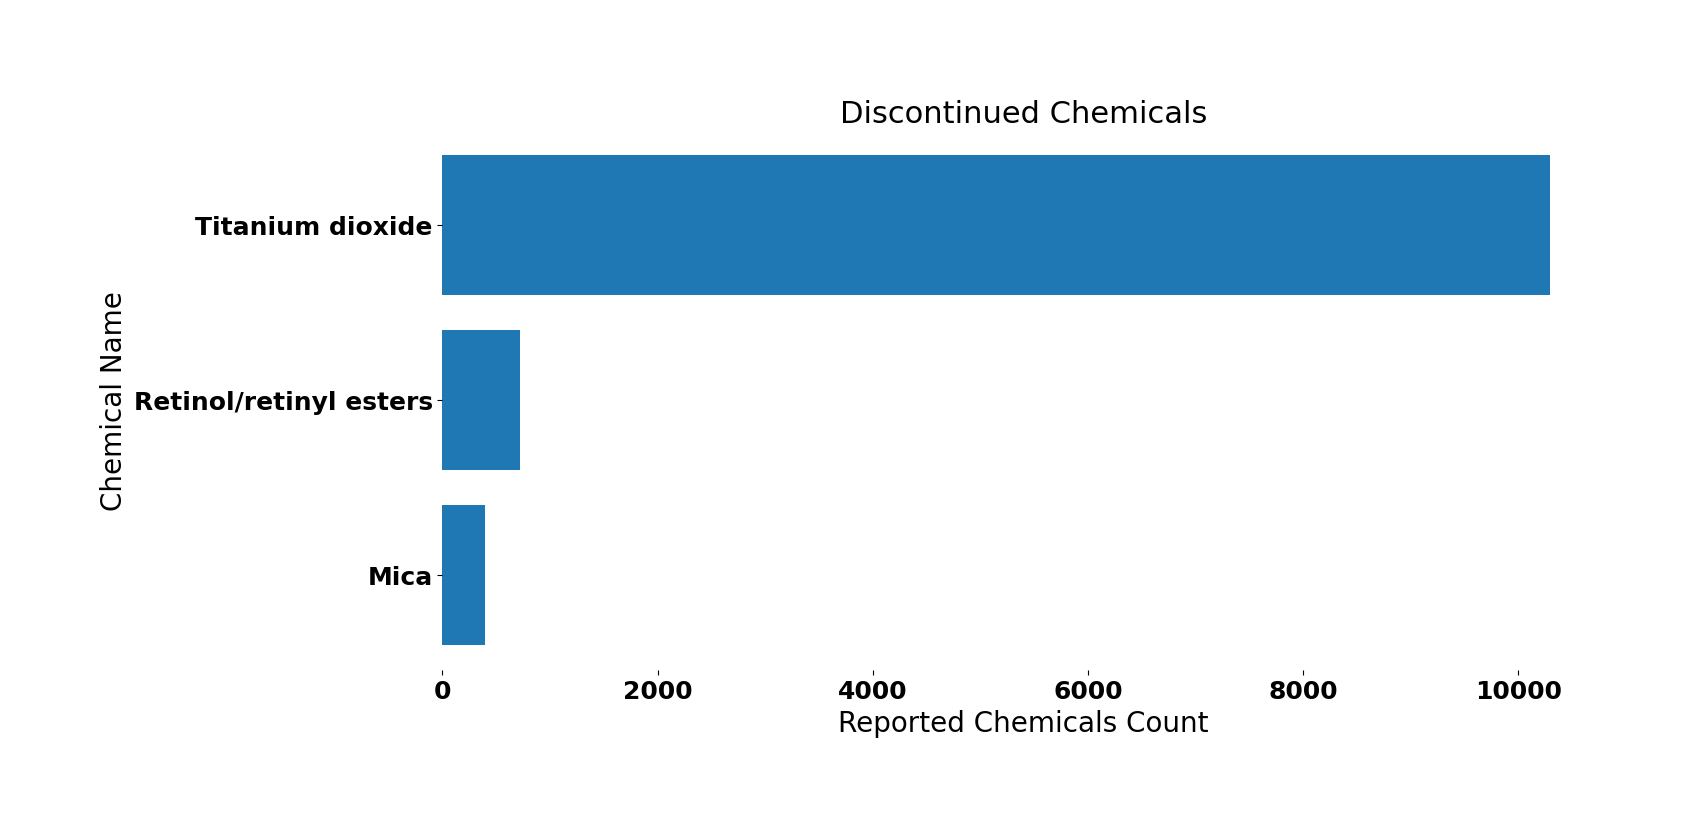 Discontinued Chemicals
Chemical Name
Titanium dioxide
Retinol/retinyl esters
Mica
0 2000 4000 6000 8000 10000
Reported Chemicals Count